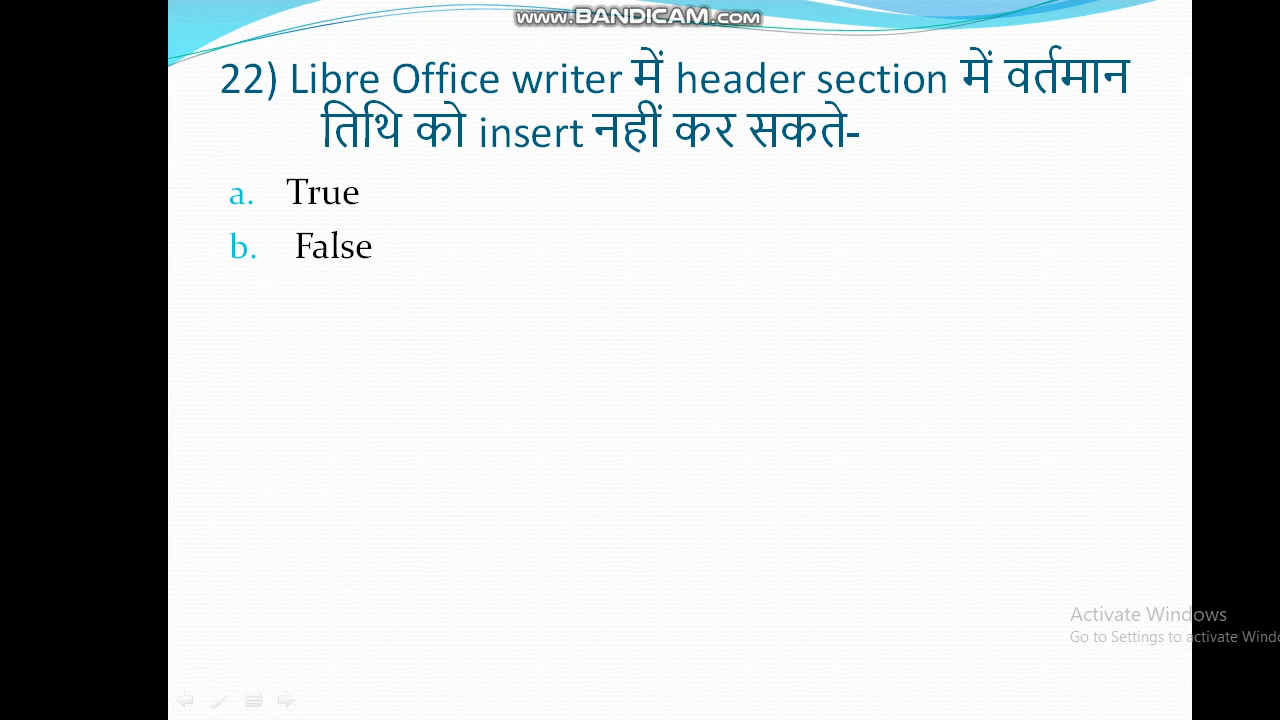 www.BANDICAM.com
22) Libre Office writer में header section में वर्तमान
तिथि को insert नहीं कर सकते-
a. True
b. False
Activate Windows
Go to Settings to activate Windo